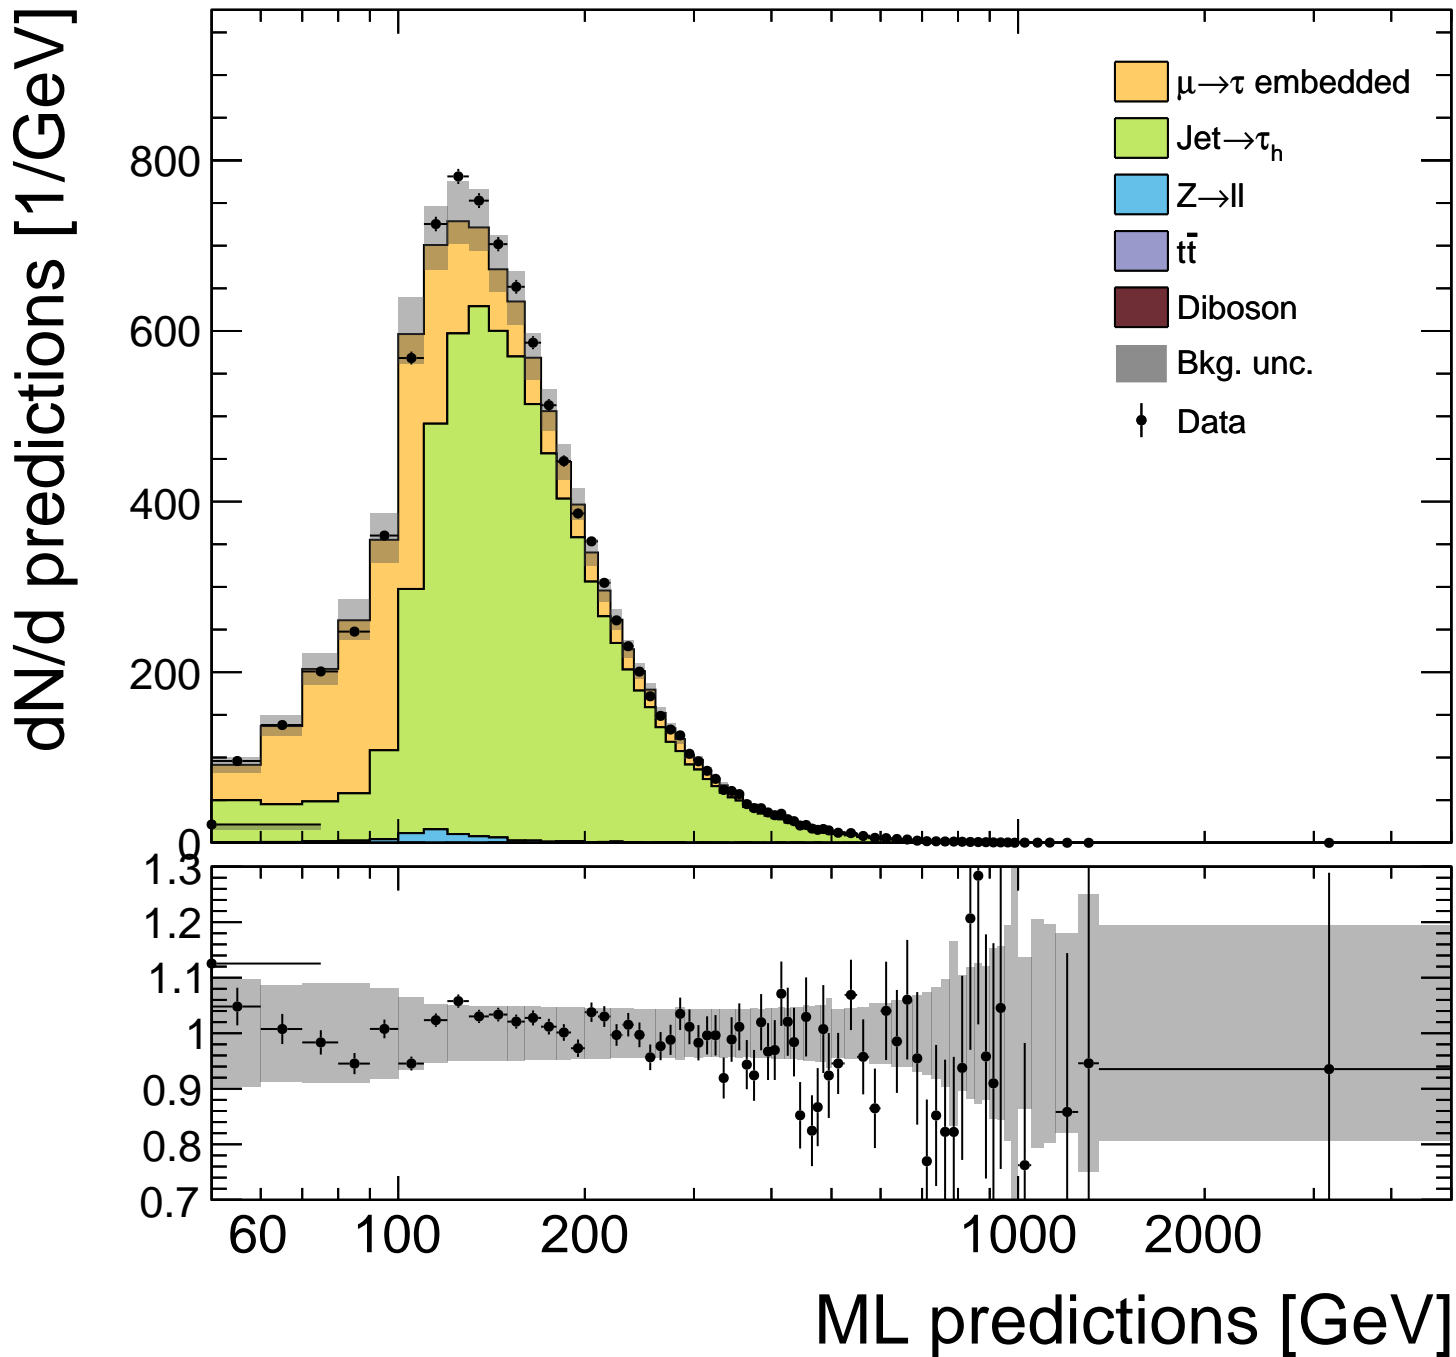 dN/d predictions [1/GeV]
800
600
400
200
0
μ→τ embedded
Jet→τh
Z→ll
tt̄
Diboson
Bkg. unc.
Data
1.3
1.2
1.1
1
0.9
0.8
0.7
60 100 200 1000 2000
ML predictions [GeV]